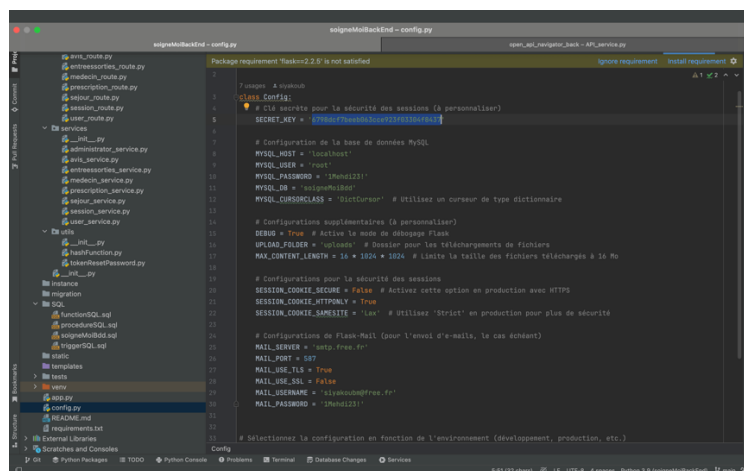 soigneMoiBackEnd – config.py
soigneMoiBackEnd – config.py
open_api_navigator_back – API_service.py
Package requirement 'flask==2.2.5' is not satisfied
Ignore requirement
Install requirement
Commit
Pull Requests
Bookmarks
Structure
avis_route.py
entreessorties_route.py
medecin_route.py
prescription_route.py
sejour_route.py
session_route.py
user_route.py
services
__init__.py
administrator_service.py
avis_service.py
entreessorties_service.py
medecin_service.py
prescription_service.py
sejour_service.py
session_service.py
user_service.py
utils
__init__.py
hashFunction.py
tokenResetPassword.py
__init__.py
instance
migration
SQL
functionSQL.sql
procedureSQL.sql
soigneMoiBdd.sql
triggerSQL.sql
static
templates
tests
venv
app.py
config.py
README.md
requirements.txt
External Libraries
Scratches and Consoles
7 usages siyakoub
class Config:
# Clé secrète pour la sécurité des sessions (à personnaliser)
SECRET_KEY =
# Configuration de la base de données MySQL
MYSQL_HOST = 'localhost'
MYSQL_USER = 'root'
MYSQL_PASSWORD = '1Mehdi23!'
MYSQL_DB = 'soigneMoiBdd'
MYSQL_CURSORCLASS = 'DictCursor' # Utilisez un curseur de type dictionnaire
# Configurations supplémentaires (à personnaliser)
DEBUG = True # Active le mode de débogage Flask
UPLOAD_FOLDER = 'uploads' # Dossier pour les téléchargements de fichiers
MAX_CONTENT_LENGTH = 16 * 1024 * 1024 # Limite la taille des fichiers téléchargés à 16 Mo
# Configurations pour la sécurité des sessions
SESSION_COOKIE_SECURE = False # Activez cette option en production avec HTTPS
SESSION_COOKIE_HTTPONLY = True
SESSION_COOKIE_SAMESITE = 'Lax' # Utilisez 'Strict' en production pour plus de sécurité
# Configurations de Flask-Mail (pour l'envoi d'e-mails, le cas échéant)
MAIL_SERVER = 'smtp.free.fr'
MAIL_PORT = 587
MAIL_USE_TLS = True
MAIL_USE_SSL = False
MAIL_USERNAME = 'siyakoubm@free.fr'
MAIL_PASSWORD = '1Mehdi23!'
# Sélectionnez la configuration en fonction de l'environnement (développement, production, etc.)
Config
Git
Python Packages
TODO
Python Console
Problems
Terminal
Database Changes
Services